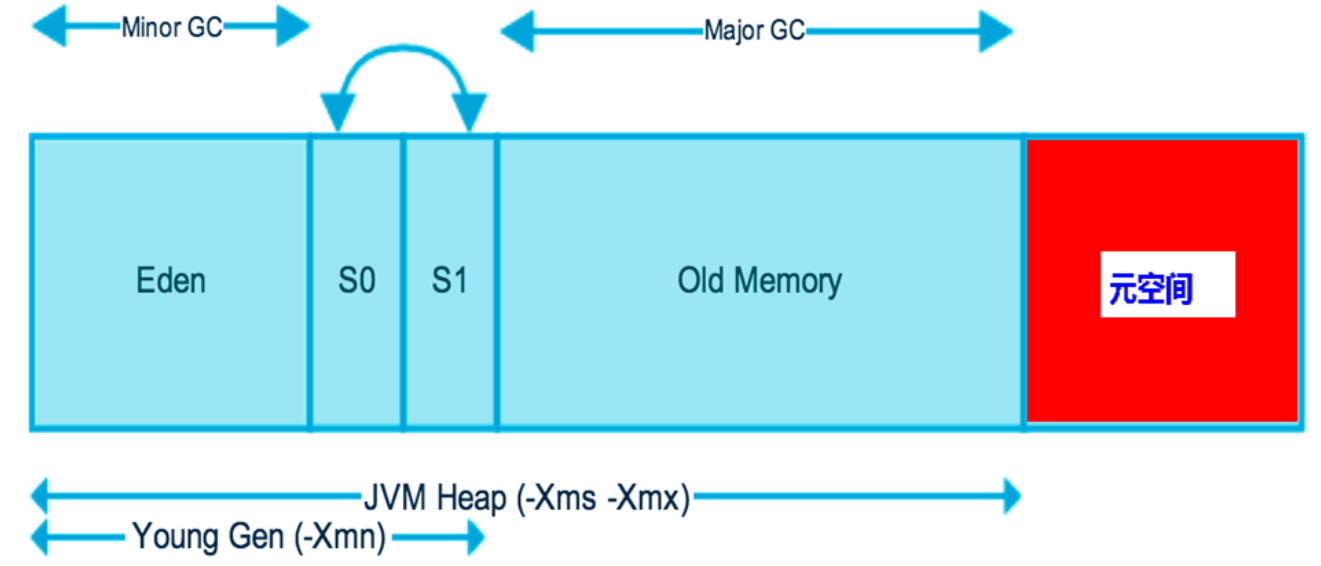 Minor GC
Major GC
Eden
S0
S1
Old Memory
元空间
JVM Heap (-Xms -Xmx)
Young Gen (-Xmn)